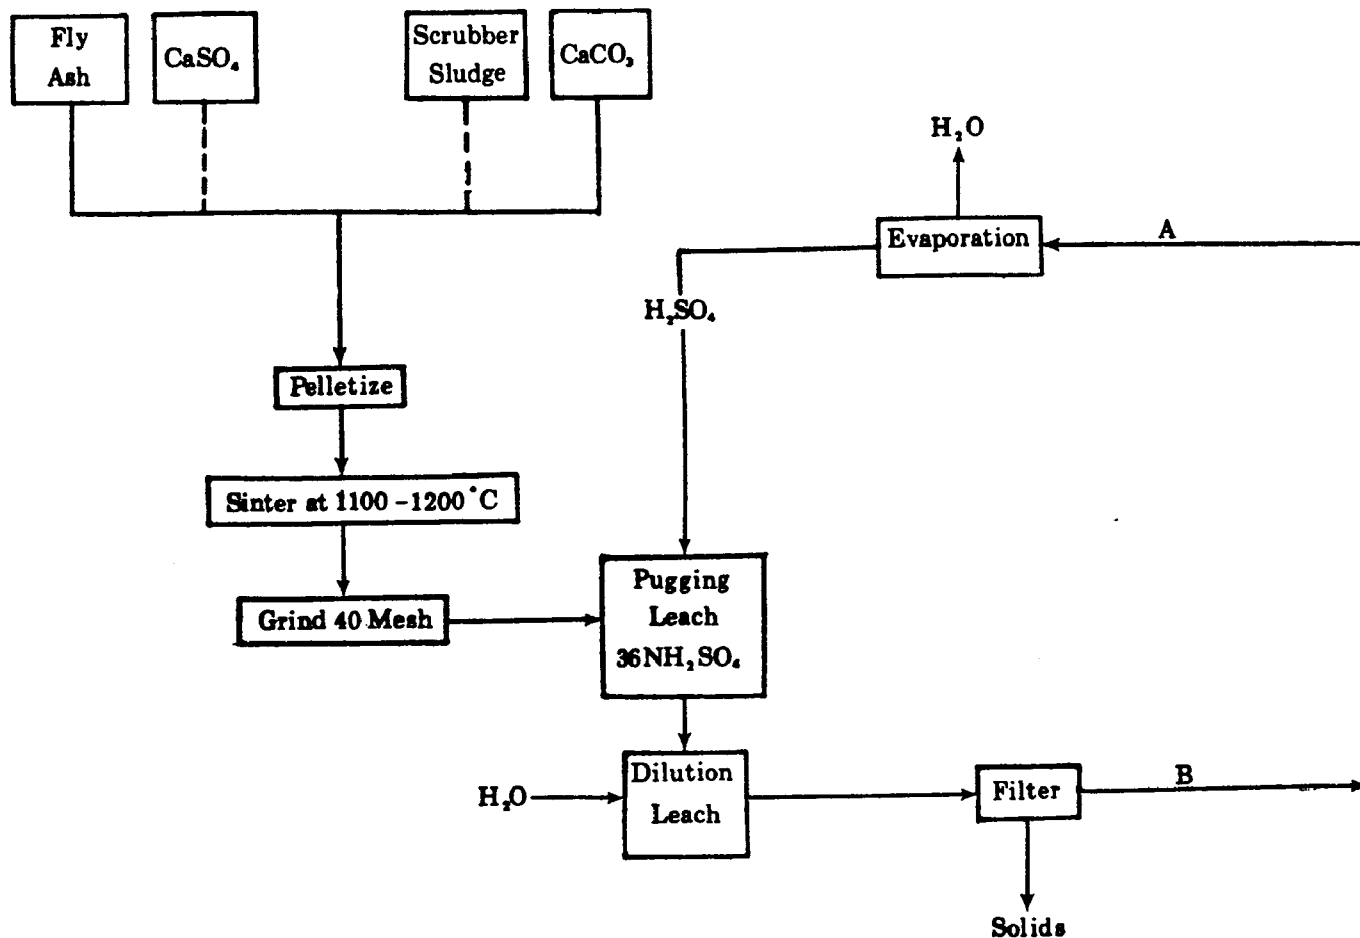 Fly
Ash
CaSO₄
Scrubber
Sludge
CaCO₃
H₂O
Evaporation
A
H₂SO₄
Pelletize
Sinter at 1100 – 1200 °C
Grind 40 Mesh
Pugging
Leach
36NH₂SO₄
H₂O
Dilution
Leach
Filter
B
Solids